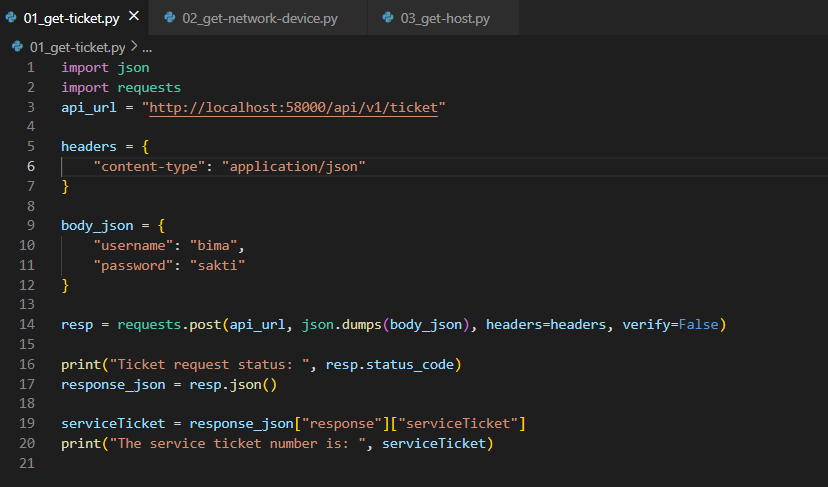 01_get-ticket.py × 02_get-network-device.py 03_get-host.py
01_get-ticket.py > ...
1 import json
2 import requests
3 api_url = "http://localhost:58000/api/v1/ticket"
4
5 headers = {
6     "content-type": "application/json"
7 }
8
9 body_json = {
10     "username": "bima",
11     "password": "sakti"
12 }
13
14 resp = requests.post(api_url, json.dumps(body_json), headers=headers, verify=False)
15
16 print("Ticket request status: ", resp.status_code)
17 response_json = resp.json()
18
19 serviceTicket = response_json["response"]["serviceTicket"]
20 print("The service ticket number is: ", serviceTicket)
21